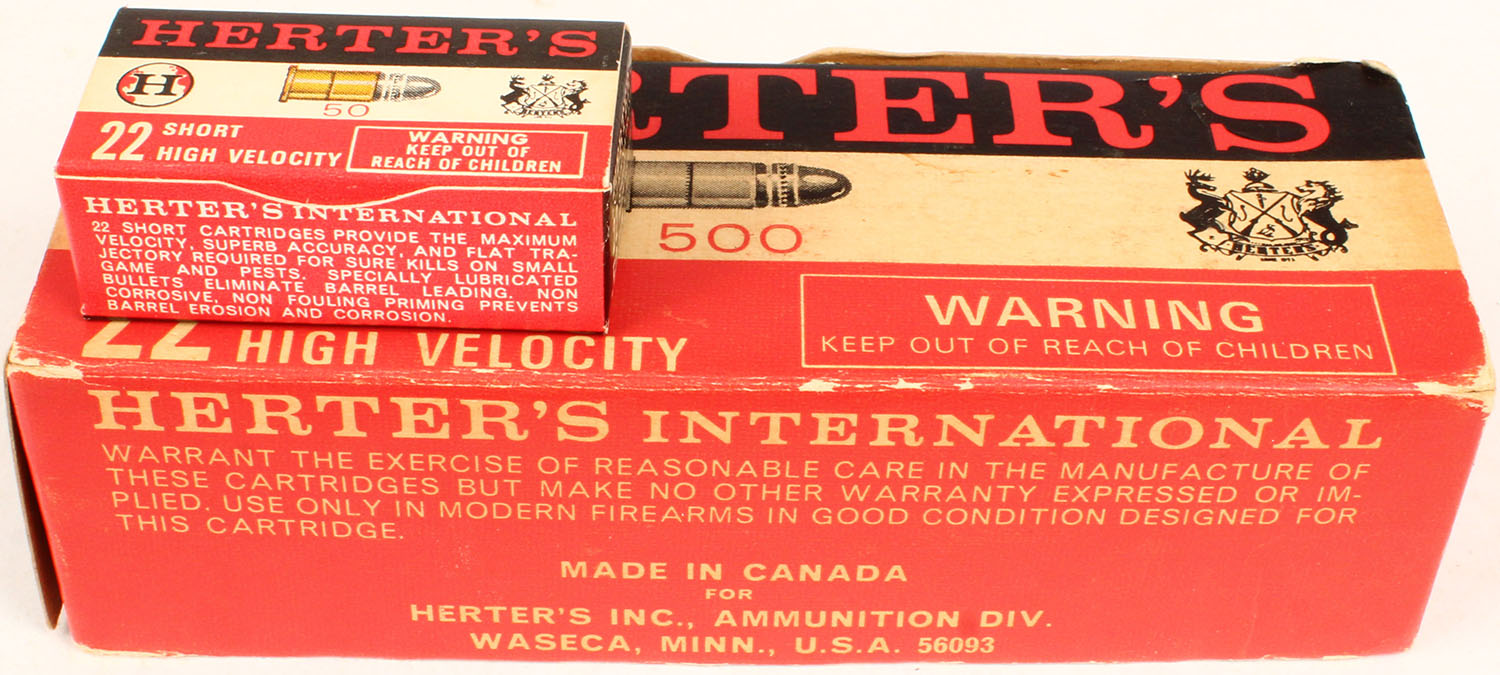 HERTER'S
H
50
22 SHORT
HIGH VELOCITY
WARNING
KEEP OUT OF
REACH OF CHILDREN
HERTER'S INTERNATIONAL
22 SHORT CARTRIDGES PROVIDE THE MAXIMUM
VELOCITY, SUPERB ACCURACY, AND FLAT TRA-
JECTORY REQUIRED FOR SURE KILLS ON SMALL
GAME AND PESTS. SPECIALLY LUBRICATED
BULLETS ELIMINATE BARREL LEADING. NON
CORROSIVE, NON FOULING PRIMING PREVENTS
BARREL EROSION AND CORROSION.
RTER'S
500
HERTERS
22 HIGH VELOCITY
WARNING
KEEP OUT OF REACH OF CHILDREN
HERTER'S INTERNATIONAL
WARRANT THE EXERCISE OF REASONABLE CARE IN THE MANUFACTURE OF
THESE CARTRIDGES BUT MAKE NO OTHER WARRANTY EXPRESSED OR IM-
PLIED. USE ONLY IN MODERN FIREARMS IN GOOD CONDITION DESIGNED FOR
THIS CARTRIDGE.
MADE IN CANADA
FOR
HERTER'S INC., AMMUNITION DIV.
WASECA, MINN., U.S.A. 56093